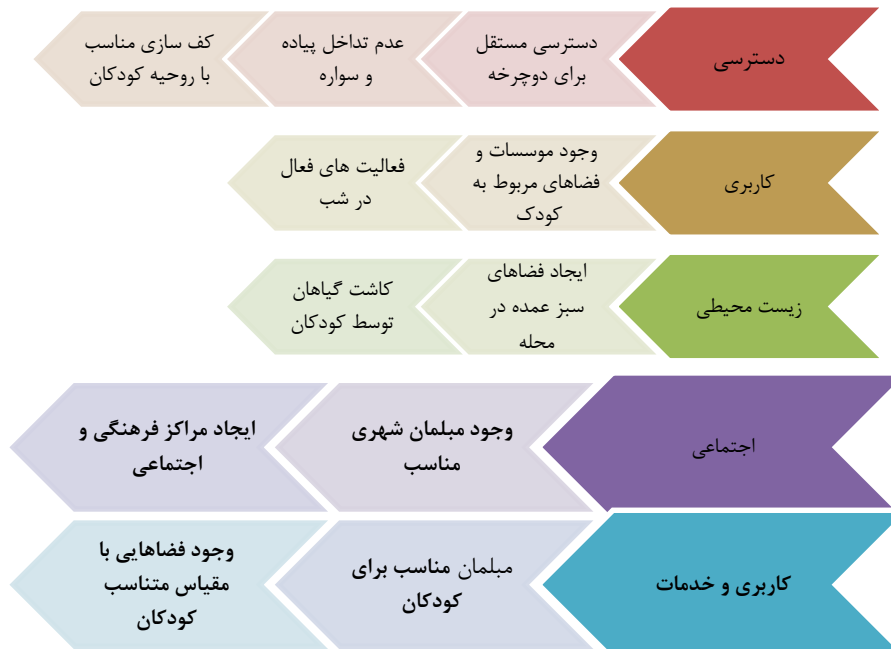 دسترسی
دسترسی مستقل
برای دوچرخه
عدم تداخل پیاده
و سواره
کف سازی مناسب
با روحیه کودکان
کاربری
وجود موسسات و
فضاهای مربوط به
کودک
فعالیت های فعال
در شب
زیست محیطی
ایجاد فضاهای
سبز عمده در
محله
کاشت گیاهان
توسط کودکان
اجتماعی
وجود مبلمان شهری
مناسب
ایجاد مراکز فرهنگی و
اجتماعی
کاربری و خدمات
مبلمان مناسب برای
کودکان
وجود فضاهایی با
مقیاس متناسب
کودکان